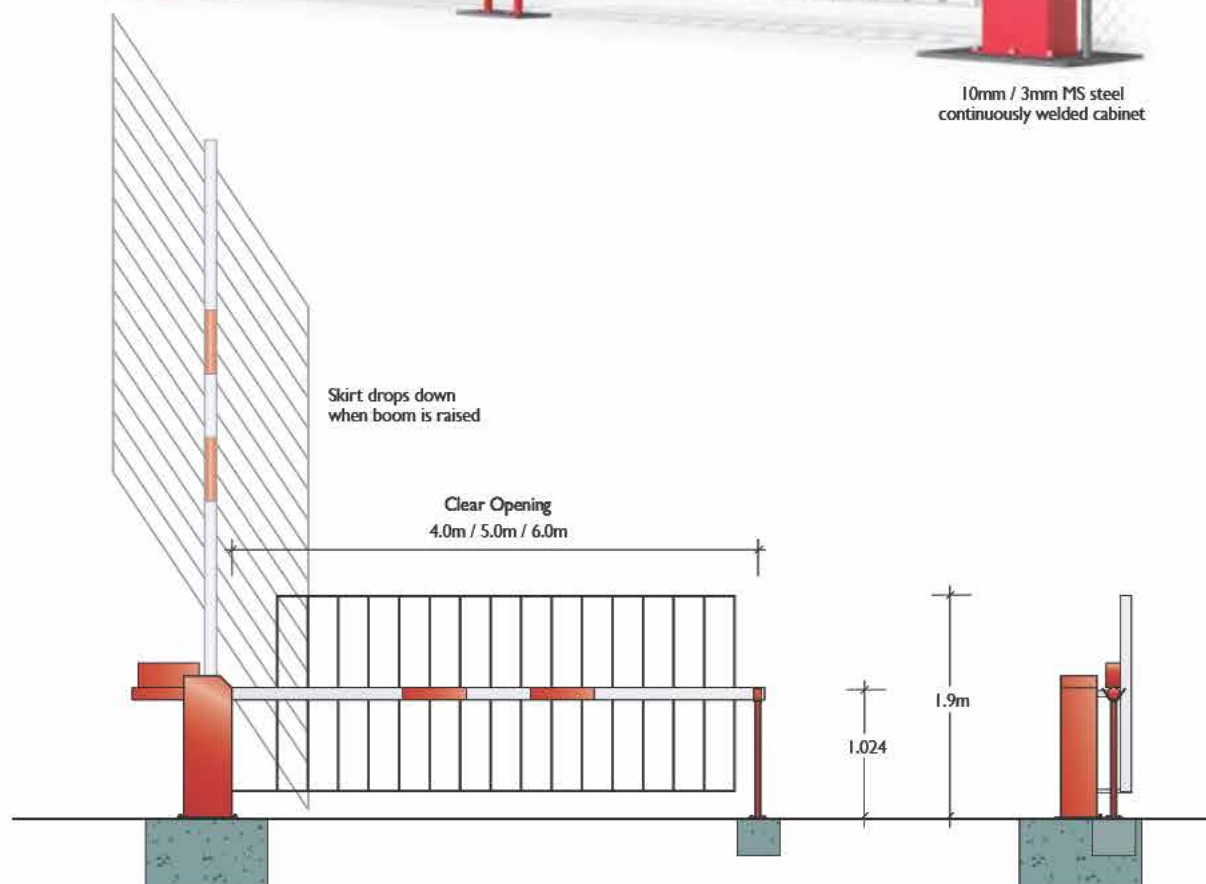 10mm / 3mm MS steel
continuously welded cabinet
Skirt drops down
when boom is raised
Clear Opening
4.0m / 5.0m / 6.0m
1.9m
1.024